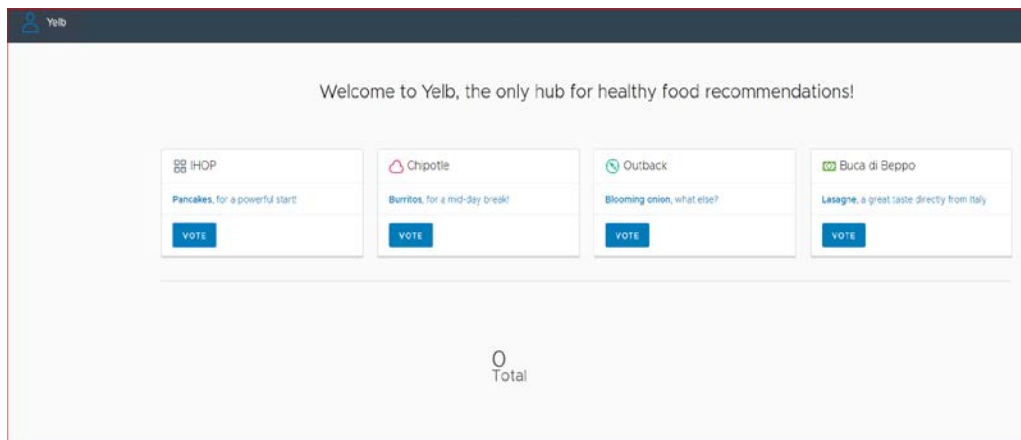 Yelb
Welcome to Yelb, the only hub for healthy food recommendations!
IHOP
Pancakes, for a powerful start!
VOTE
Chipotle
Burritos, for a mid-day break!
VOTE
Outback
Blooming onion, what else?
VOTE
Buca di Beppo
Lasagne, a great taste directly from Italy
VOTE
0
Total